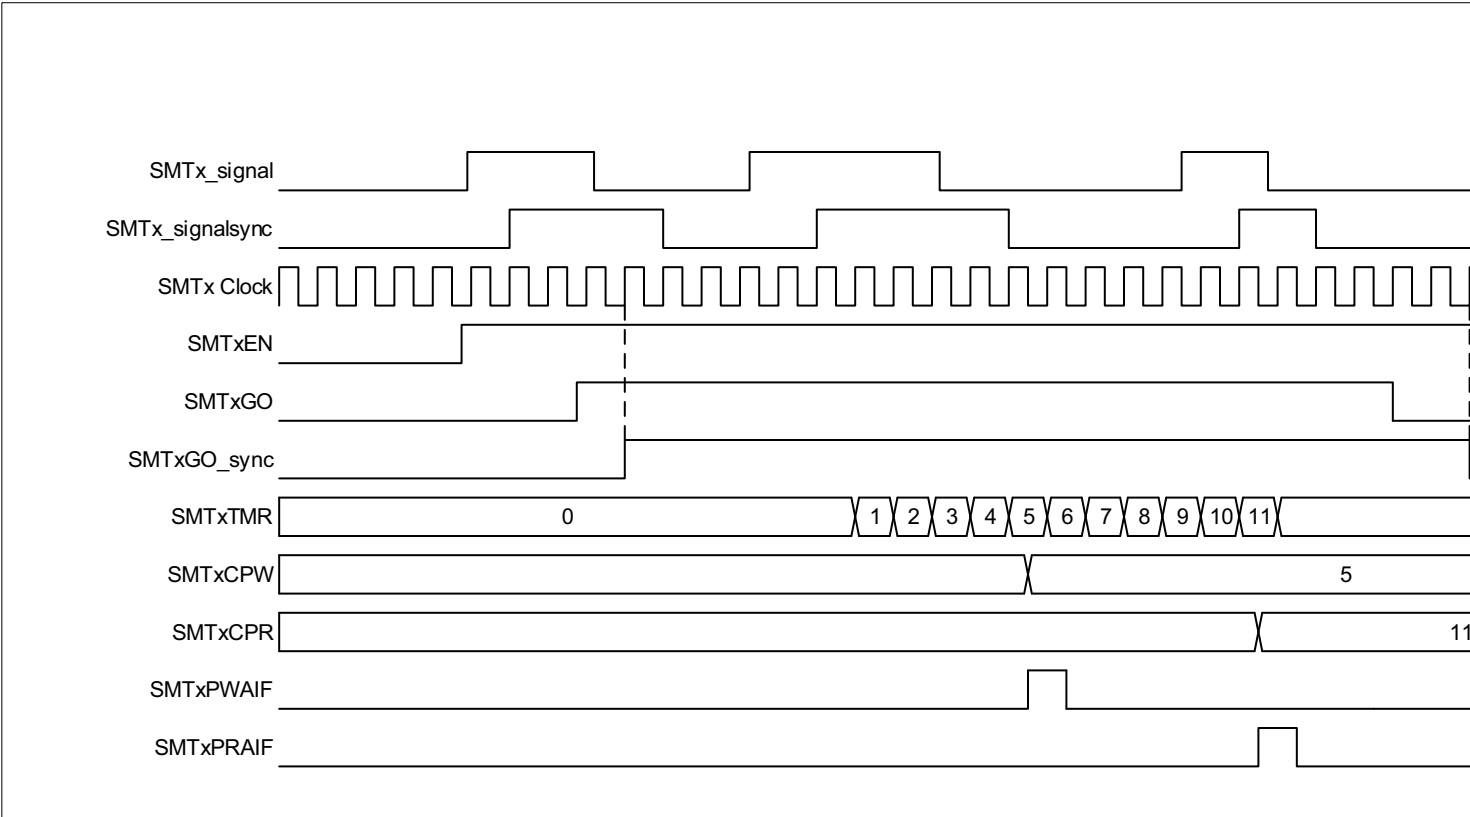 SMTx_signal
SMTx_signalsync
SMTx Clock
SMTxEN
SMTxGO
SMTxGO_sync
SMTxTMR 0 1 2 3 4 5 6 7 8 9 10 11
SMTxCPW 5
SMTxCPR 11
SMTxPWAIF
SMTxPRAIF